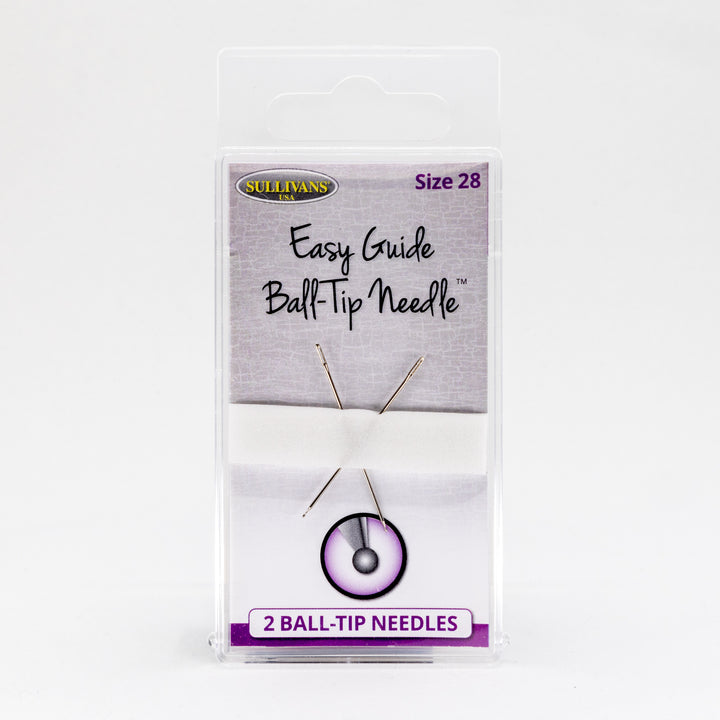 SULLIVANS®
USA
Size 28
Easy Guide
Ball-Tip Needle™
2 BALL-TIP NEEDLES